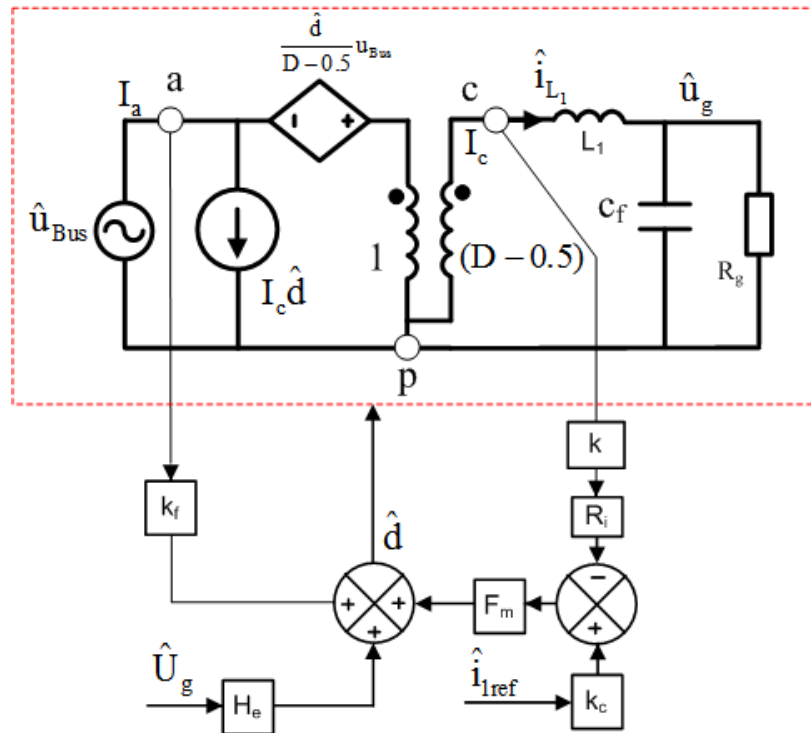 d̂
D − 0.5 u_Bus
a
I_a
c
î_L₁
û_g
I_c
L₁
- +
û_Bus
I_c d̂
1
(D − 0.5)
c_f
R_g
p
k
k_f
R_i
d̂
−
+ +
+
F_m
+
Û_g
H_e
î_1ref
k_c